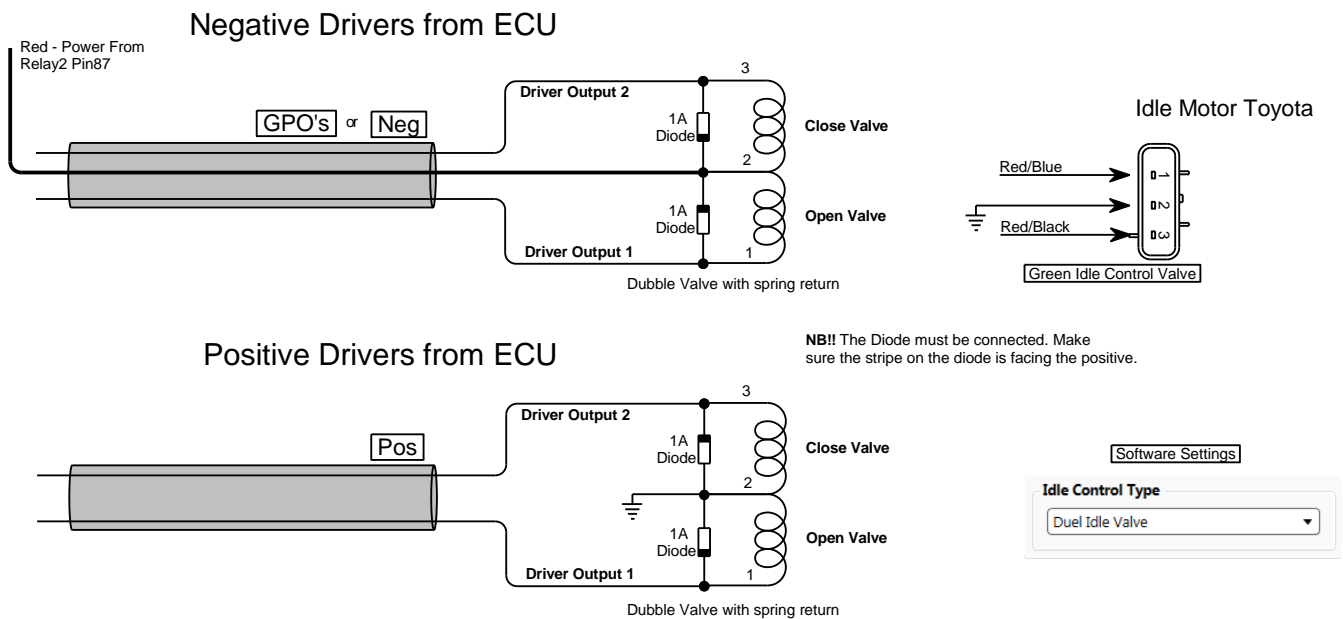 Negative Drivers from ECU
Red - Power From
Relay2 Pin87
GPO's or Neg
Driver Output 2
3
1A
Diode
Close Valve
2
1A
Diode
Open Valve
Driver Output 1
1
Dubble Valve with spring return
Idle Motor Toyota
Red/Blue
1
2
Red/Black
3
Green Idle Control Valve
Positive Drivers from ECU
NB!! The Diode must be connected. Make
sure the stripe on the diode is facing the positive.
Pos
Driver Output 2
3
1A
Diode
Close Valve
2
1A
Diode
Open Valve
Driver Output 1
1
Dubble Valve with spring return
Software Settings
Idle Control Type
Duel Idle Valve